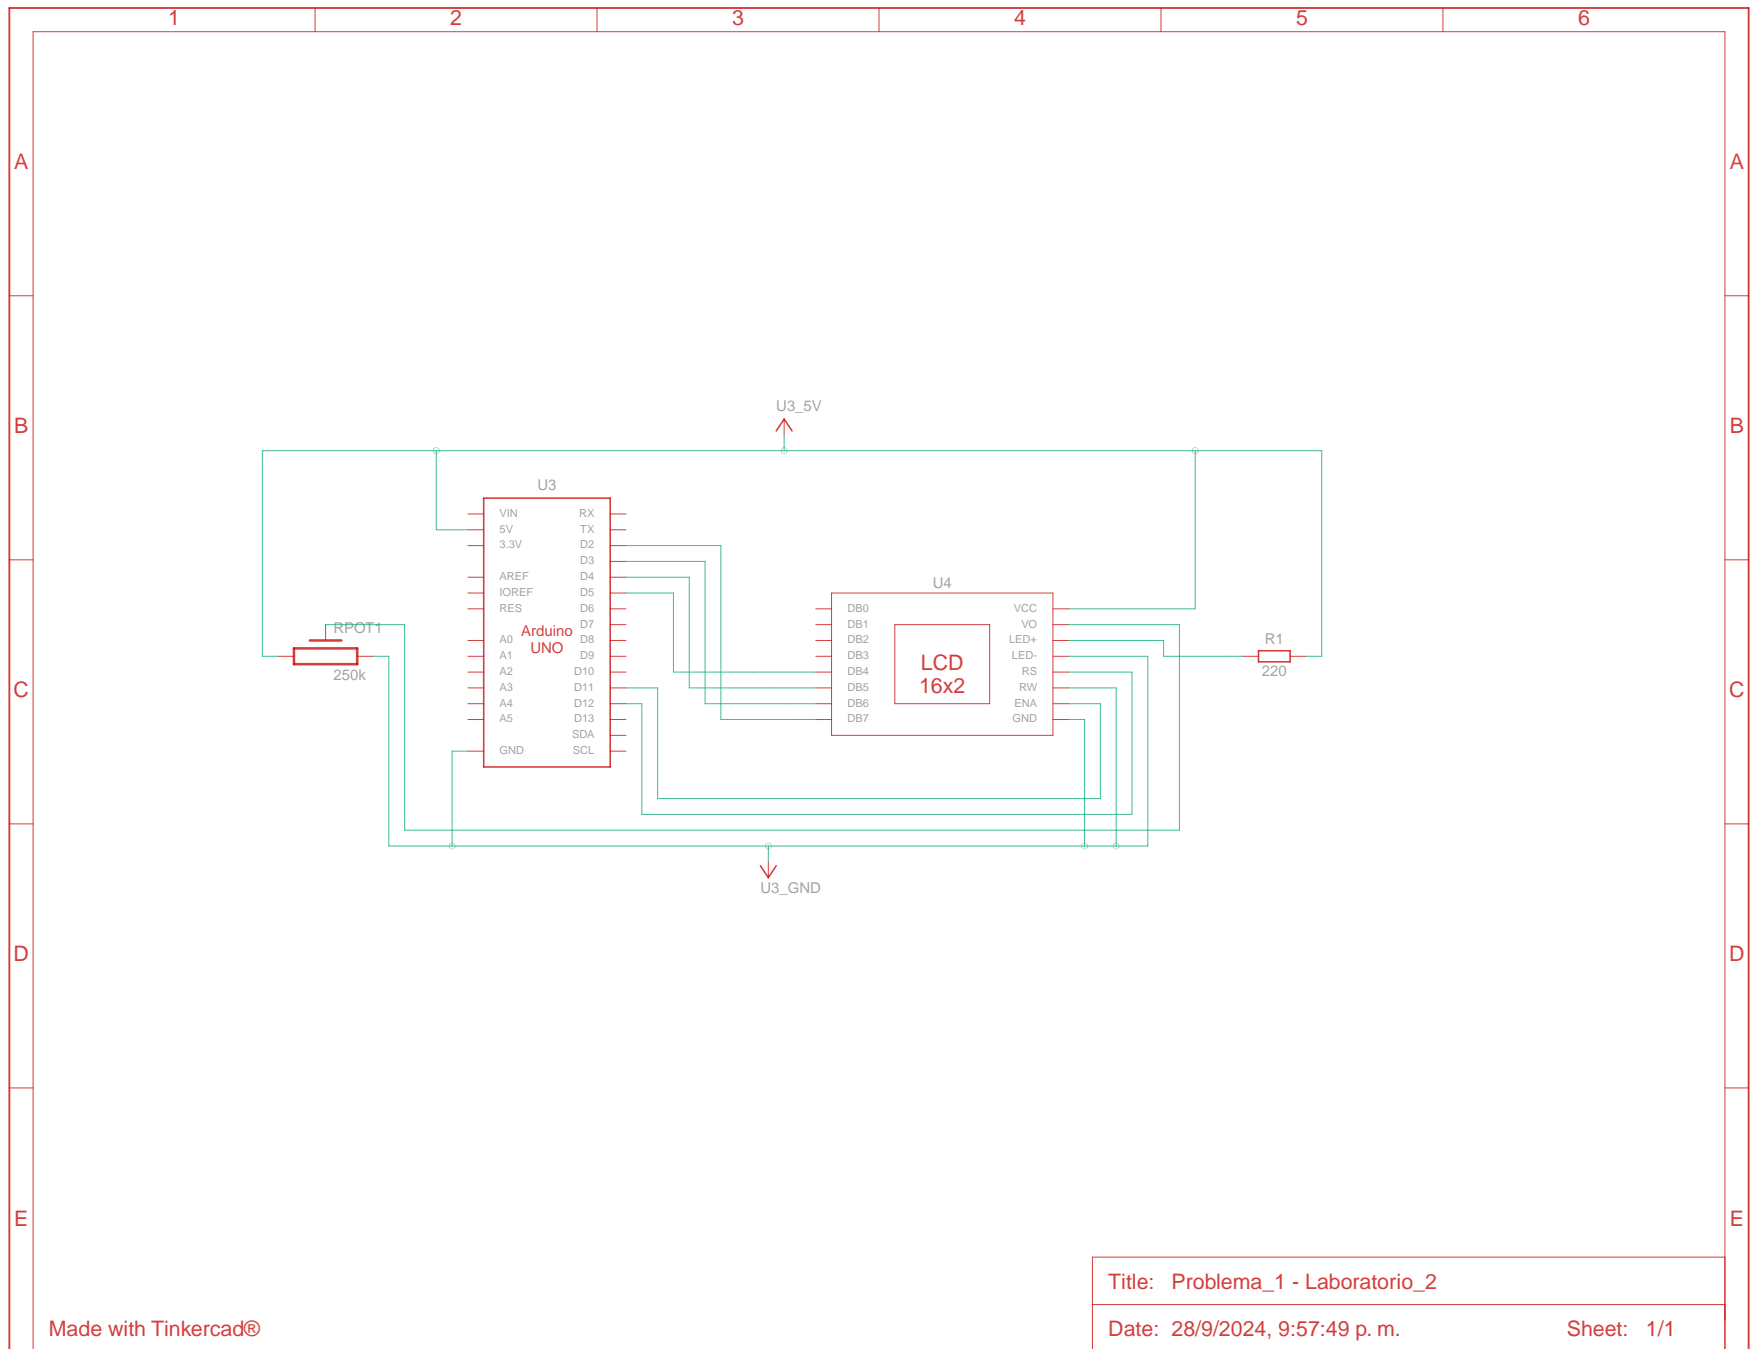 1 2 3 4 5 6
A A
B B
C C
D D
E E
U3_5V
U3
VIN RX
5V TX
3.3V D2
D3
AREF D4
IOREF D5
RES D6
D7
A0 D8
A1 D9
A2 D10
A3 D11
A4 D12
A5 D13
SDA
GND SCL
Arduino
UNO
RPOT1
250k
U4
DB0 VCC
DB1 VO
DB2 LED+
DB3 LED-
DB4 RS
DB5 RW
DB6 ENA
DB7 GND
LCD
16x2
R1
220
U3_GND
Title: Problema_1 - Laboratorio_2
Made with Tinkercad®
Date: 28/9/2024, 9:57:49 p. m. Sheet: 1/1